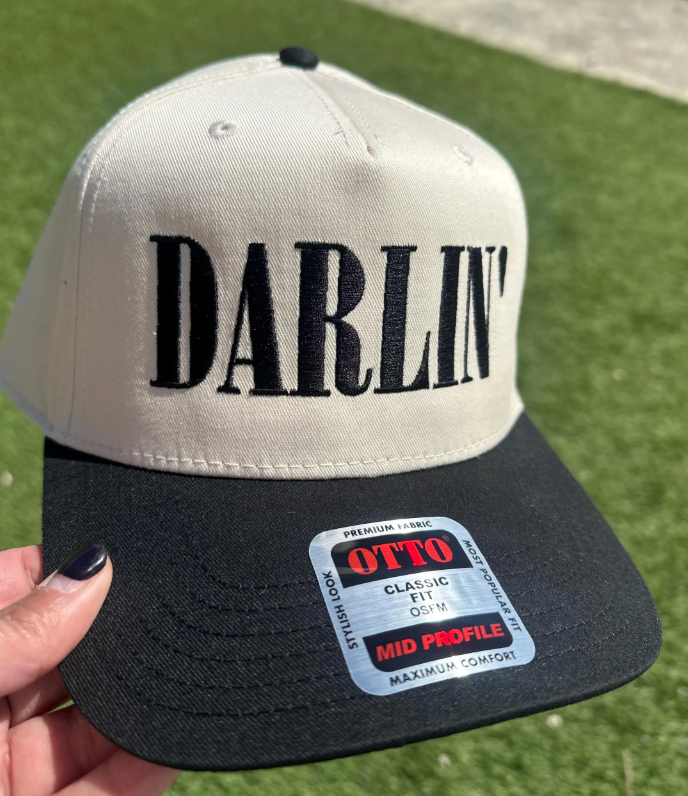 DARLIN'
PREMIUM FABRIC
OTTO®
CLASSIC
FIT
OSFM
MID PROFILE
MAXIMUM COMFORT
STYLISH LOOK
MOST POPULAR FIT